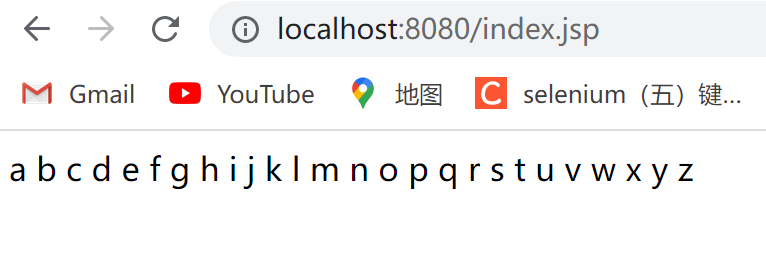 localhost:8080/index.jsp
Gmail YouTube 地图 selenium（五）键...
a b c d e f g h i j k l m n o p q r s t u v w x y z